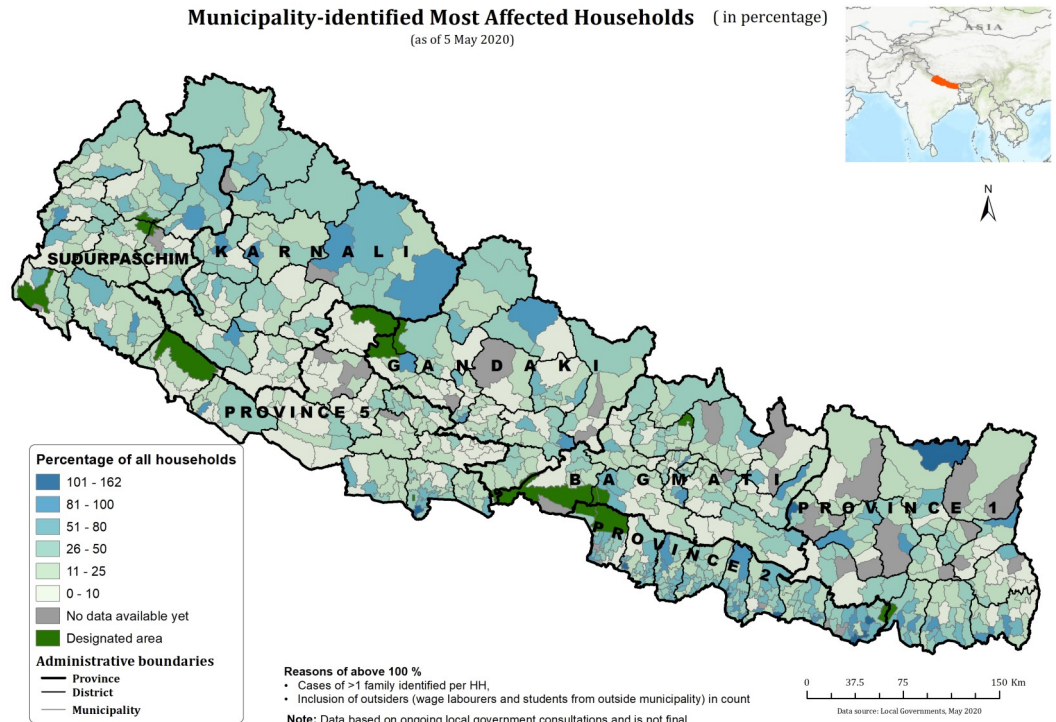 Municipality-identified Most Affected Households ( in percentage)
(as of 5 May 2020)
ASIA
N
KARNALI
SUDURPASCHIM
GANDAKI
PROVINCE 5
BAGMATI
PROVINCE 1
PROVINCE 2
Percentage of all households
101 - 162
81 - 100
51 - 80
26 - 50
11 - 25
0 - 10
No data available yet
Designated area
Administrative boundaries
Province
District
Municipality
Reasons of above 100 %
• Cases of >1 family identified per HH,
• Inclusion of outsiders (wage labourers and students from outside municipality) in count
Note: Data based on ongoing local government consultations and is not final
0 37.5 75 150 Km
Data source: Local Governments, May 2020